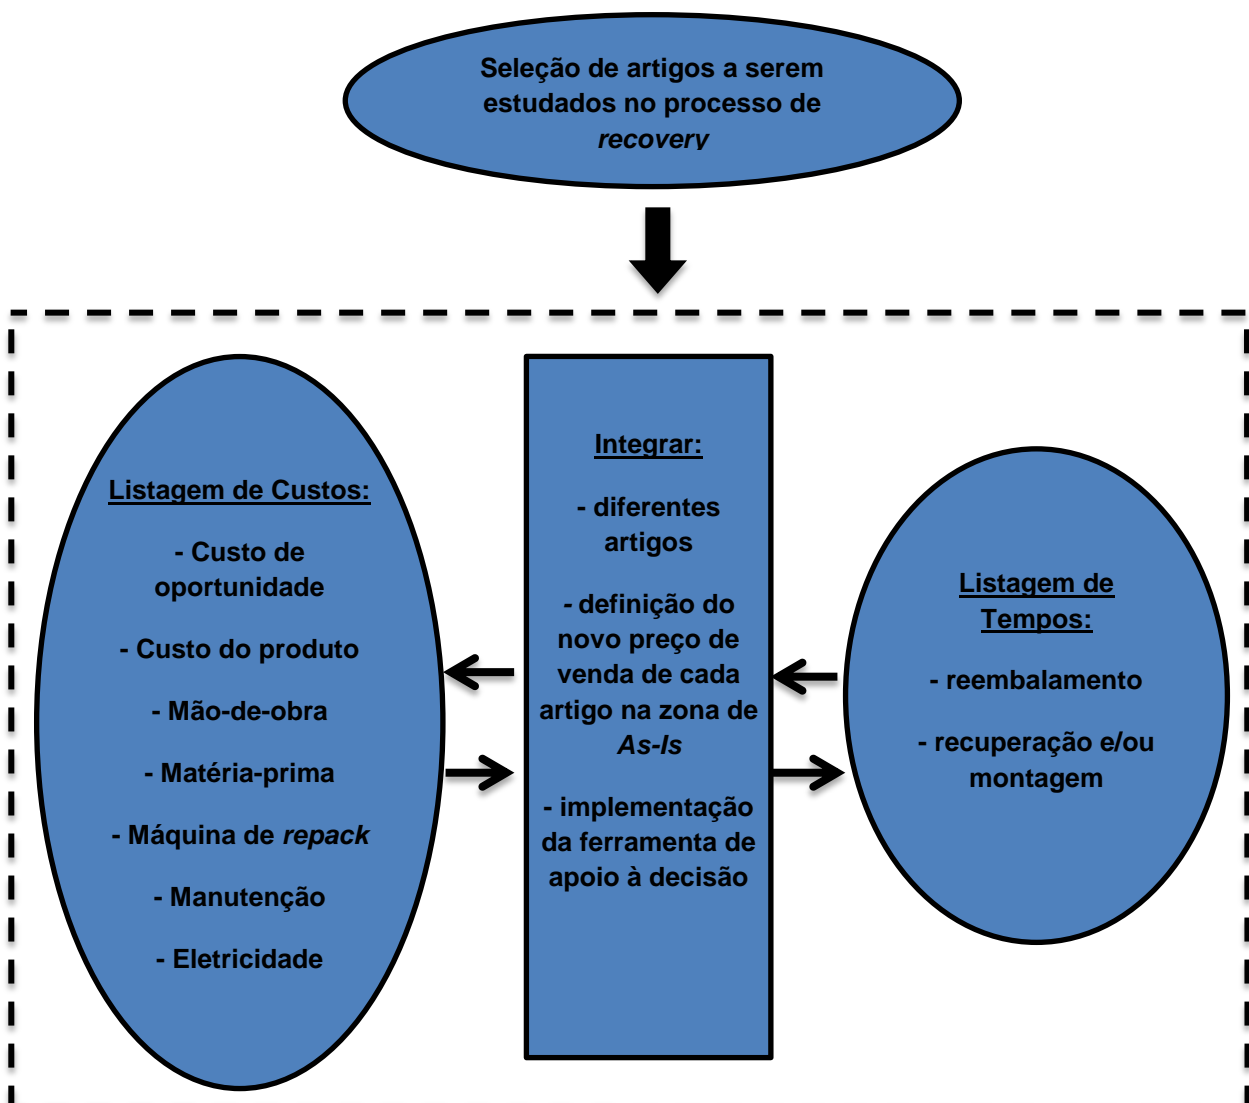 Seleção de artigos a serem
estudados no processo de
recovery
Listagem de Custos:
- Custo de
oportunidade
- Custo do produto
- Mão-de-obra
- Matéria-prima
- Máquina de repack
- Manutenção
- Eletricidade
Integrar:
- diferentes
artigos
- definição do
novo preço de
venda de cada
artigo na zona de
As-Is
- implementação
da ferramenta de
apoio à decisão
Listagem de
Tempos:
- reembalamento
- recuperação e/ou
montagem